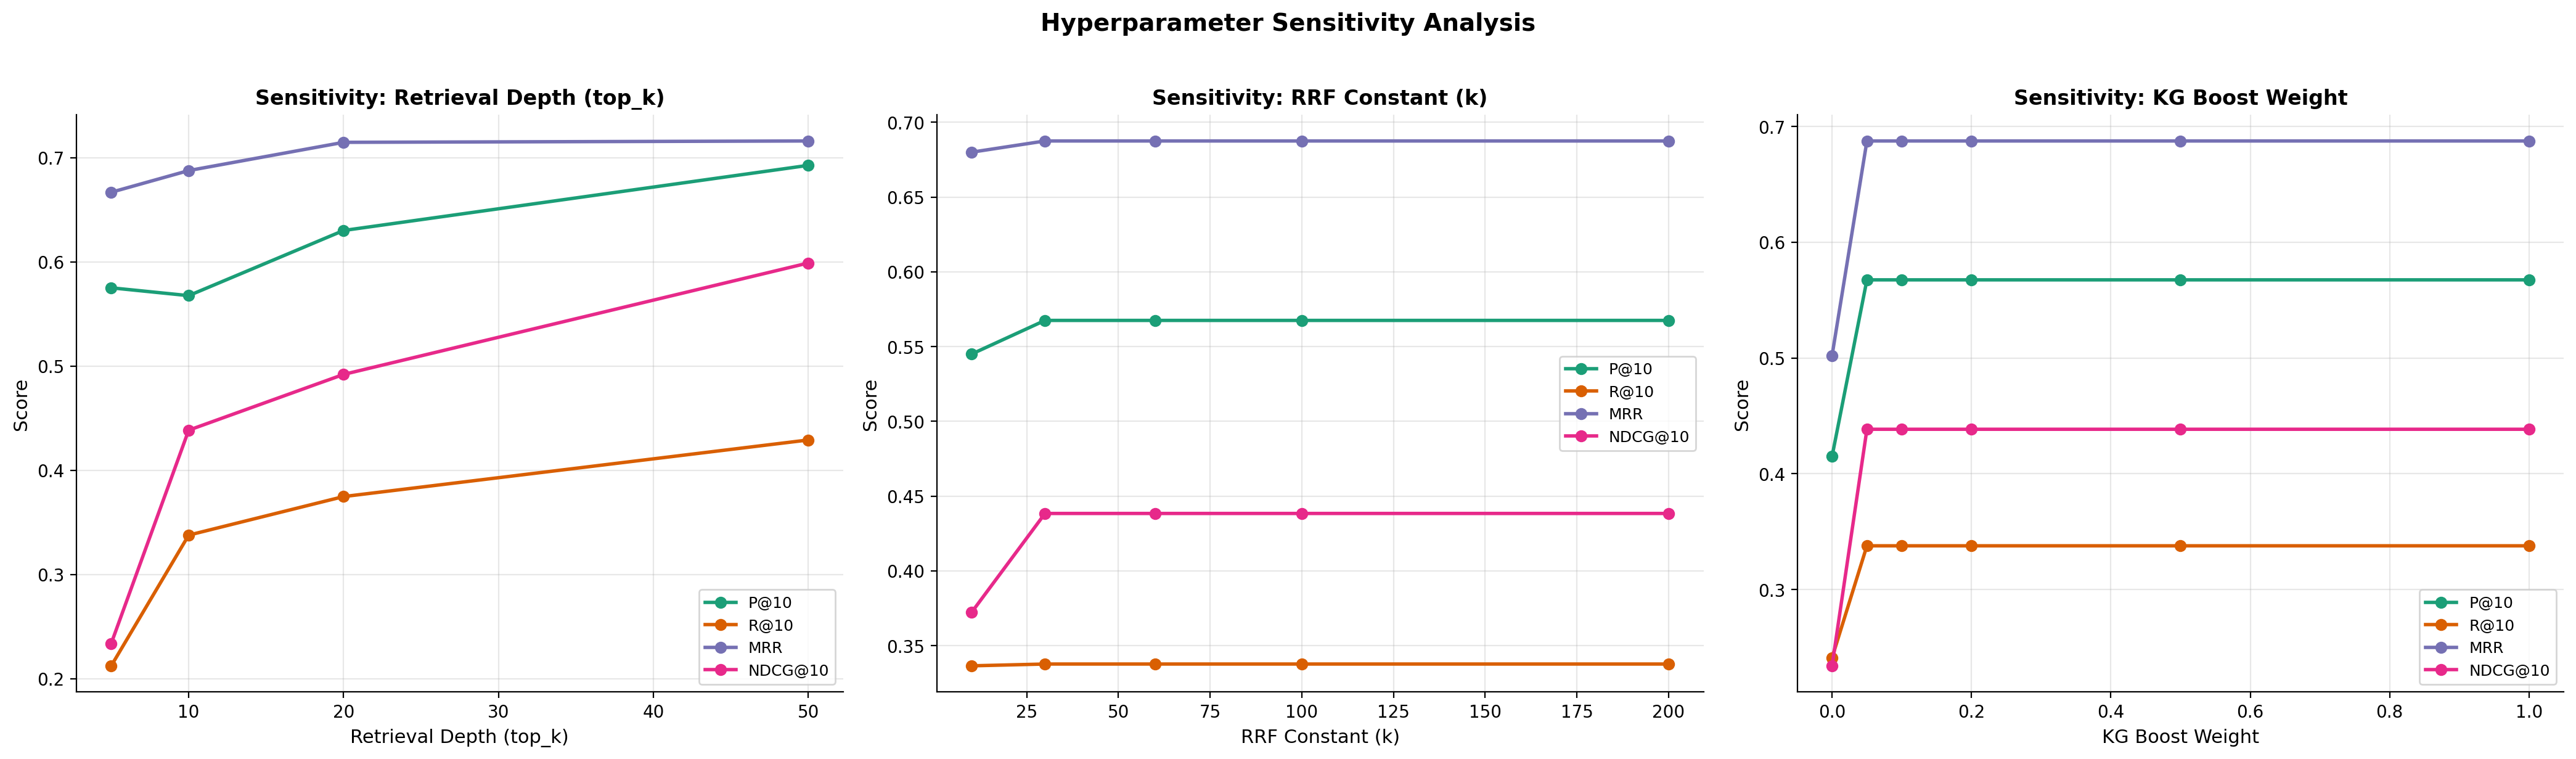 Hyperparameter Sensitivity Analysis
Sensitivity: Retrieval Depth (top_k)
Score
0.7
0.6
0.5
0.4
0.3
0.2
10
20
30
40
50
Retrieval Depth (top_k)
P@10
R@10
MRR
NDCG@10
Sensitivity: RRF Constant (k)
Score
0.70
0.65
0.60
0.55
0.50
0.45
0.40
0.35
25
50
75
100
125
150
175
200
RRF Constant (k)
P@10
R@10
MRR
NDCG@10
Sensitivity: KG Boost Weight
Score
0.7
0.6
0.5
0.4
0.3
0.0
0.2
0.4
0.6
0.8
1.0
KG Boost Weight
P@10
R@10
MRR
NDCG@10